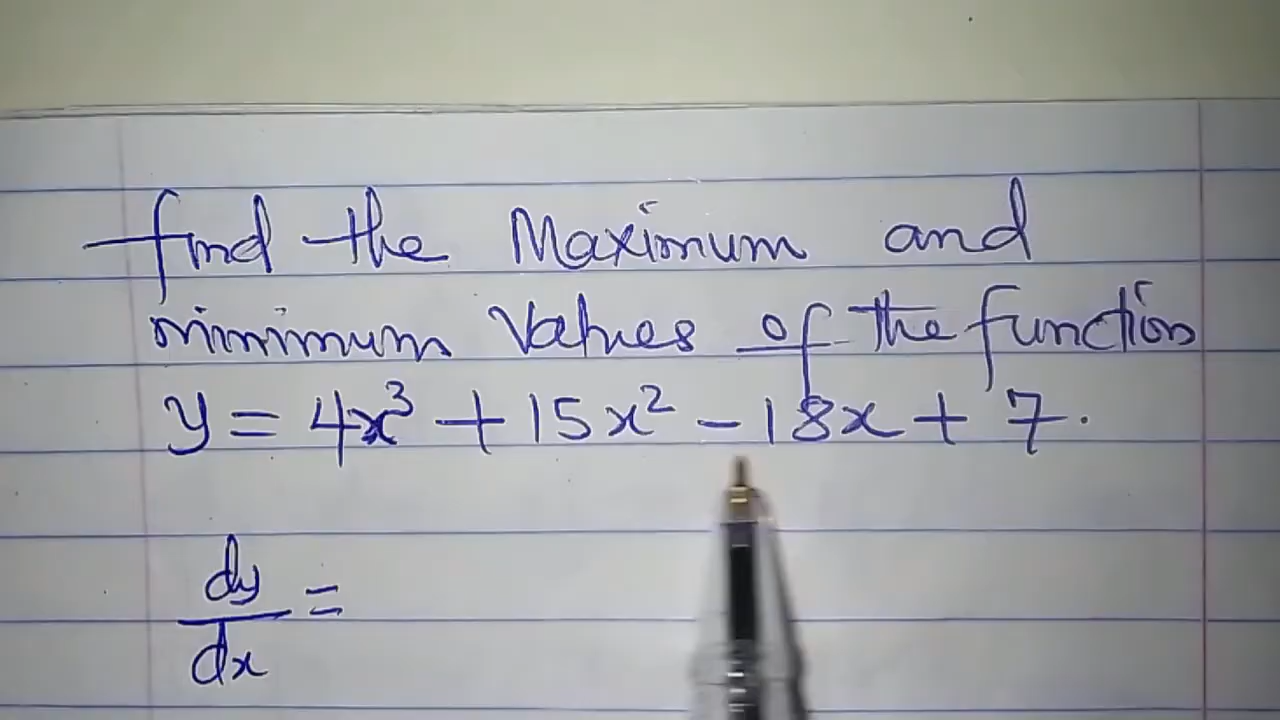 find the Maximum and
minimum Values of the function
y = 4x³ + 15x² - 18x + 7.
dy/dx =